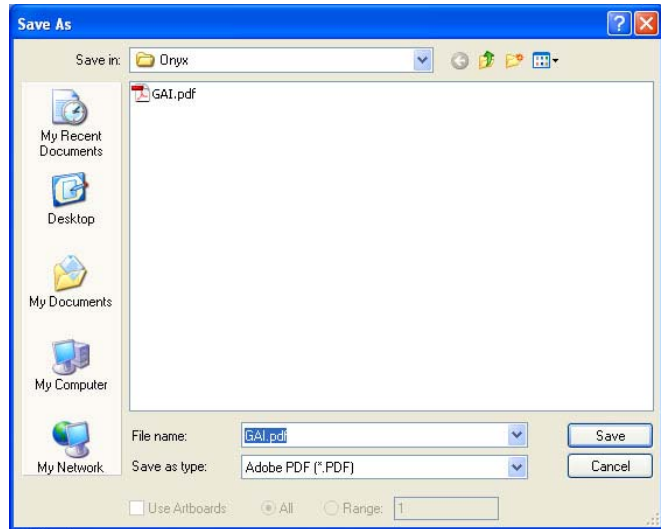 Save As
Save in: Onyx
GAI.pdf
My Recent
Documents
Desktop
My Documents
My Computer
My Network
File name: GAI.pdf
Save
Save as type: Adobe PDF (*.PDF)
Cancel
Use Artboards All Range: 1